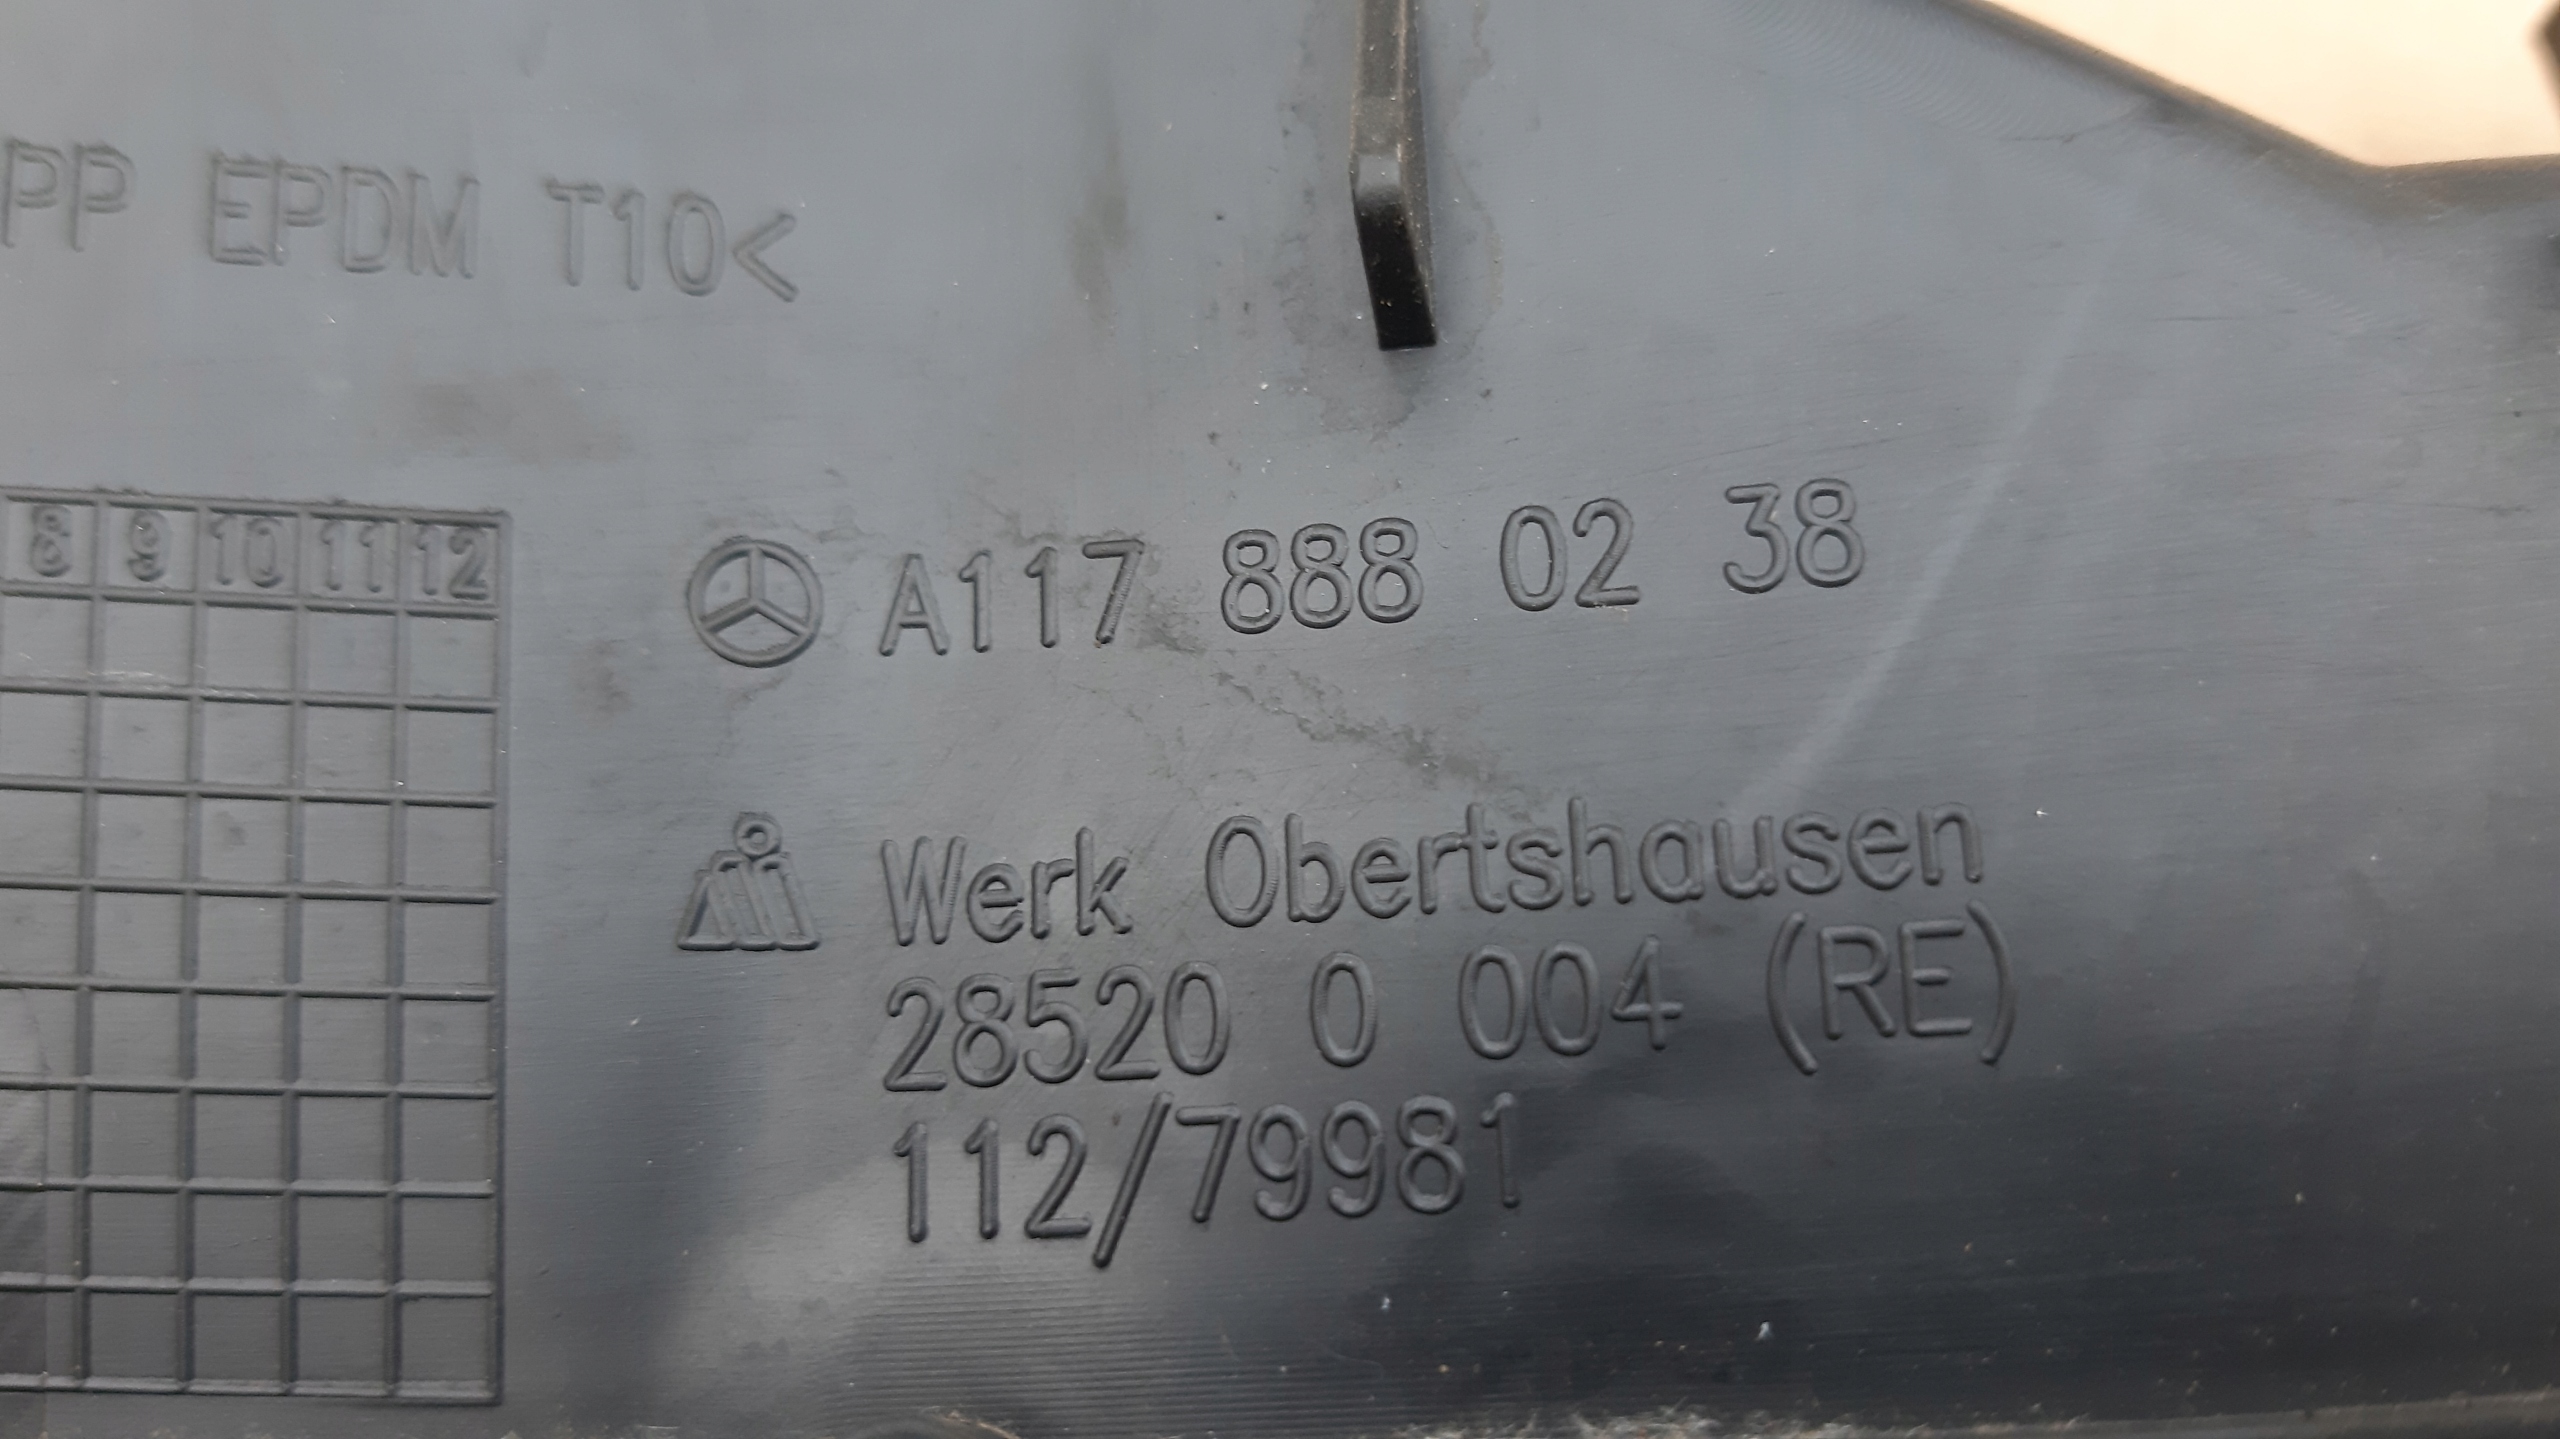 PP EPDM T10<
8 9 10 11 12
A117 888 02 38
Werk Obertshausen
28520 0 004 (RE)
112/79981